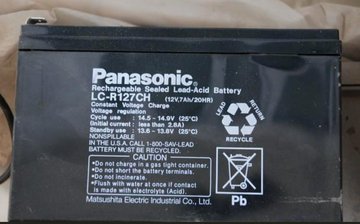 Panasonic
Rechargeable Sealed Lead-Acid Battery
LC-R127CH (12V,7Ah/20HR)
Constant Voltage Charge
Voltage regulation
Cycle use : 14.5 - 14.9V (25°C)
Initial current : (less than 2.8A)
Standby use : 13.6 - 13.8V (25°C)
NONSPILLABLE
IN THE U.S.A. CALL 1-800-SAV-LEAD
BATTERY MUST BE RECYCLED.
LEAD
RETURN
RECYCLE
CAUTION
Do not charge in a gas tight container.
Do not short the battery terminals.
Do not incinerate.
Flush with water at once if contact
is made with electrolyte(acid).
Pb
Matsushita Electric Industrial Co., Ltd.